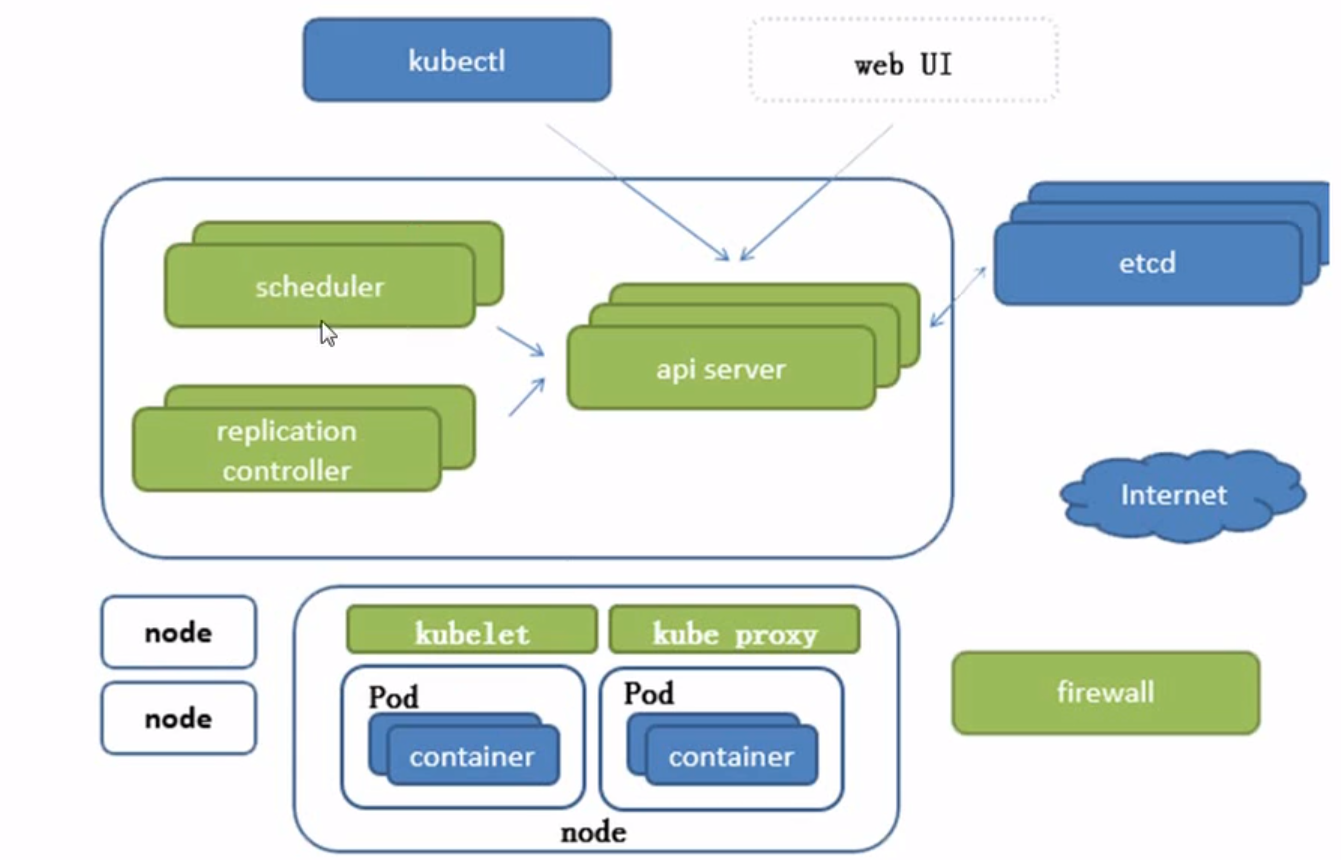 kubectl
web UI
scheduler
etcd
api server
replication
controller
Internet
node
node
kubelet
kube proxy
Pod
container
Pod
container
node
firewall